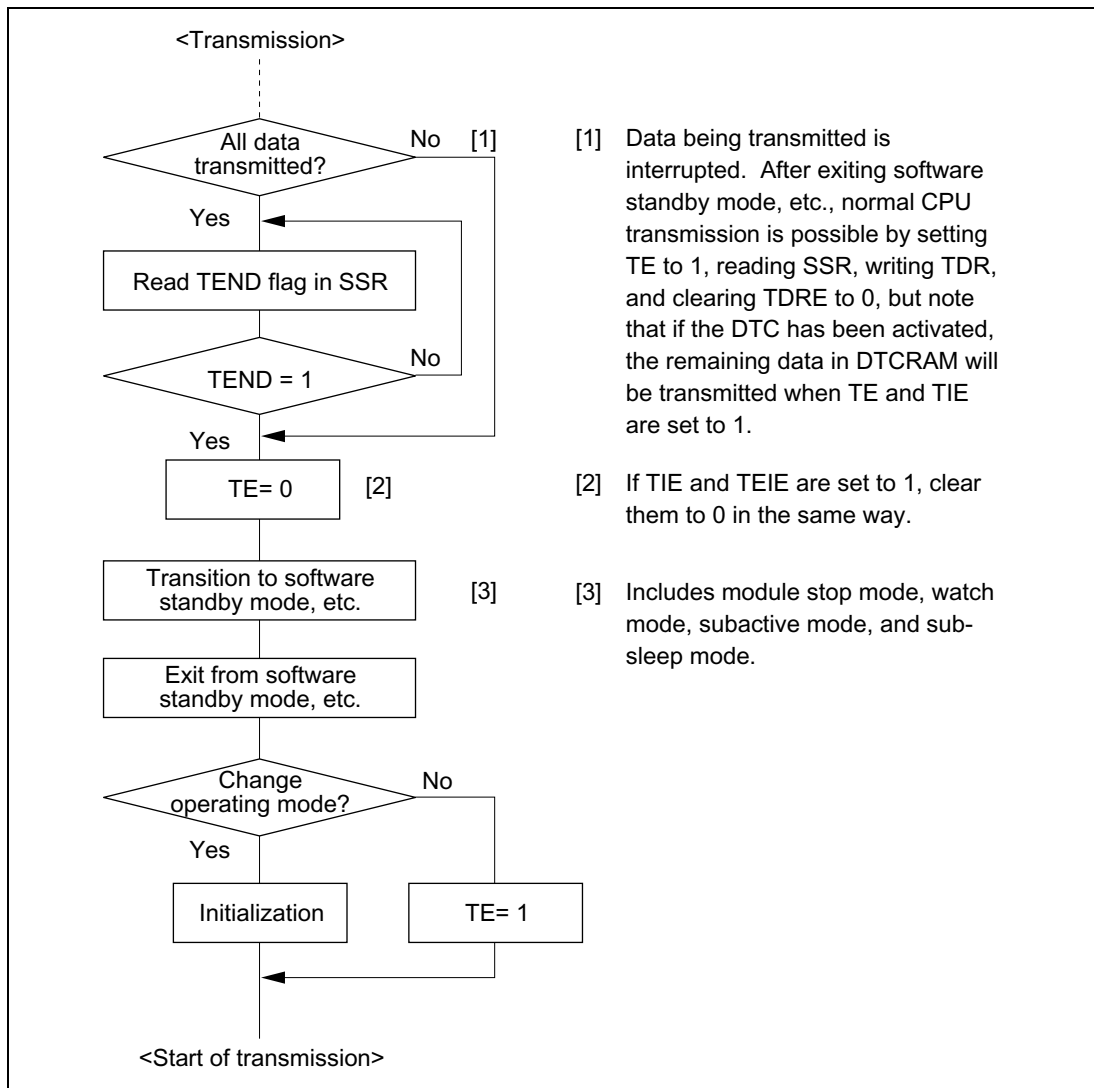 <Transmission>
All data
transmitted?
No [1]
Yes
Read TEND flag in SSR
TEND = 1
No
Yes
TE= 0 [2]
Transition to software
standby mode, etc.
[3]
Exit from software
standby mode, etc.
Change
operating mode?
No
Yes
Initialization
TE= 1
<Start of transmission>
[1] Data being transmitted is
interrupted. After exiting software
standby mode, etc., normal CPU
transmission is possible by setting
TE to 1, reading SSR, writing TDR,
and clearing TDRE to 0, but note
that if the DTC has been activated,
the remaining data in DTCRAM will
be transmitted when TE and TIE
are set to 1.
[2] If TIE and TEIE are set to 1, clear
them to 0 in the same way.
[3] Includes module stop mode, watch
mode, subactive mode, and sub-
sleep mode.